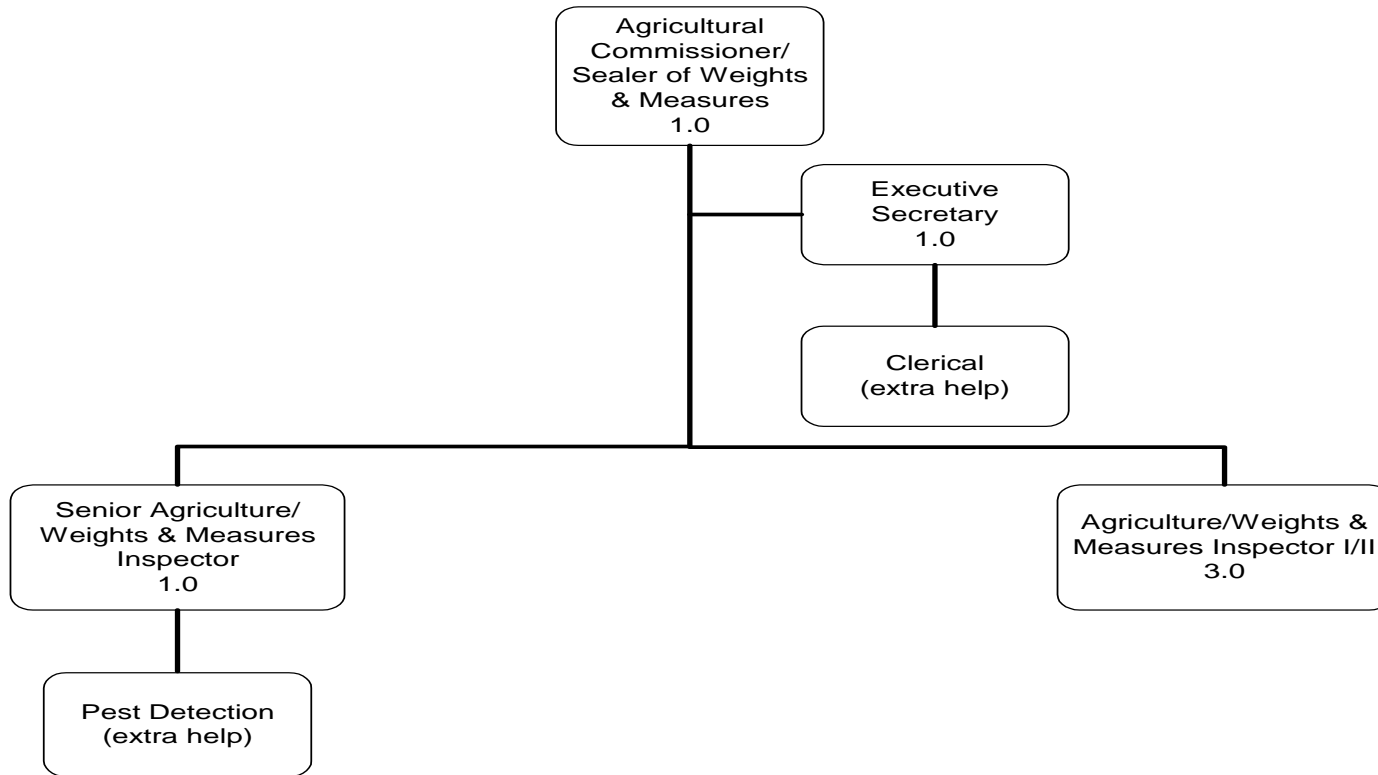 Agricultural
Commissioner/
Sealer of Weights
& Measures
1.0
Executive
Secretary
1.0
Clerical
(extra help)
Senior Agriculture/
Weights & Measures
Inspector
1.0
Agriculture/Weights &
Measures Inspector I/II
3.0
Pest Detection
(extra help)